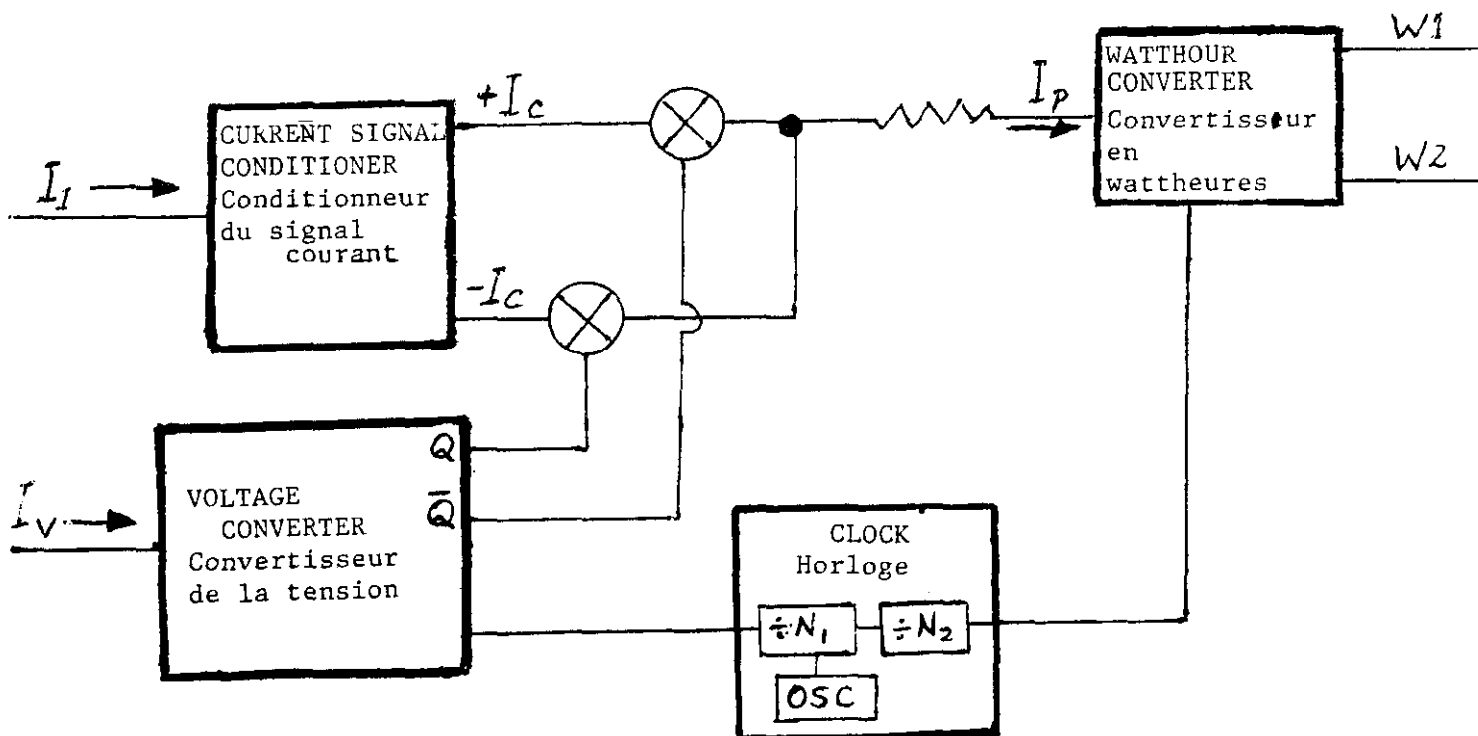 W1
WATTHOUR
CONVERTER
Convertisseur
en
wattheures
W2
+Ic
Ip
CURRENT SIGNAL
CONDITIONER
Conditionneur
du signal
courant
I1
-Ic
Q
Q̅
VOLTAGE
CONVERTER
Convertisseur
de la tension
Iv
CLOCK
Horloge
÷N1
÷N2
OSC